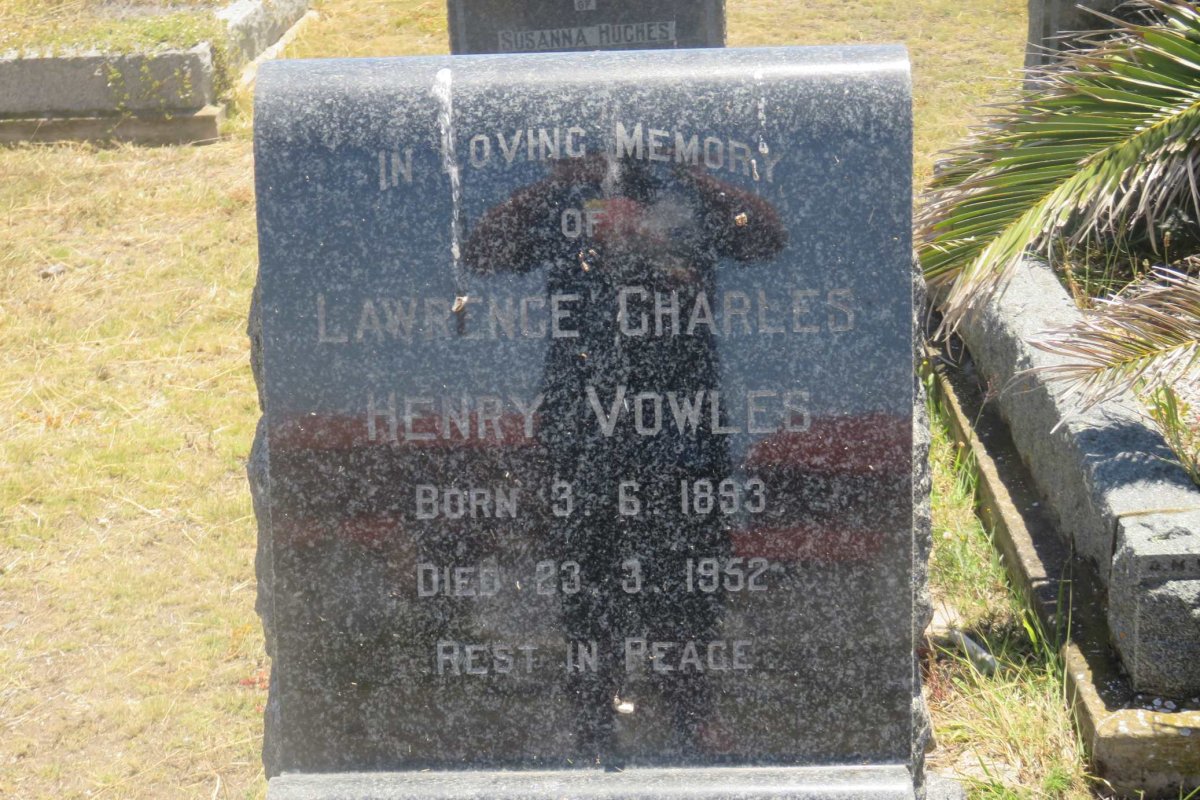 OF
SUSANNA HUGHES
IN LOVING MEMORY
OF
LAWRENCE CHARLES
HENRY VOWLES
BORN 3. 6. 1893.
DIED 23. 3. 1952.
REST IN PEACE.